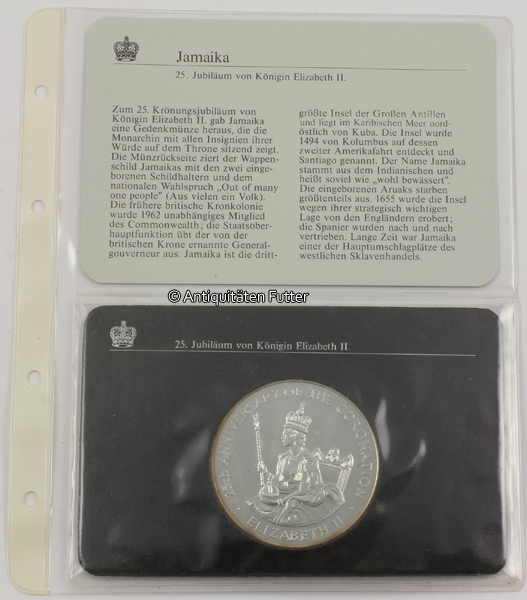 Jamaika
25. Jubiläum von Königin Elizabeth II.
Zum 25. Krönungsjubiläum von
Königin Elizabeth II. gab Jamaika
eine Gedenkmünze heraus, die die
Monarchin mit allen Insignien ihrer
Würde auf dem Throne sitzend zeigt.
Die Münzrückseite ziert der Wappen-
schild Jamaikas mit den zwei einge-
borenen Schildhaltern und dem
nationalen Wahlspruch „Out of many
one people" (Aus vielen ein Volk).
Die frühere britische Kronkolonie
wurde 1962 unabhängiges Mitglied
des Commonwealth; die Staatsober-
hauptfunktion übt der von der
britischen Krone ernannte General-
gouverneur aus. Jamaika ist die dritt-
größte Insel der Großen Antillen
und liegt im Karibischen Meer nord-
östlich von Kuba. Die Insel wurde
1494 von Kolumbus auf dessen
zweiter Amerikafahrt entdeckt und
Santiago genannt. Der Name Jamaika
stammt aus dem Indianischen und
heißt soviel wie „wohl bewässert".
Die eingeborenen Aruaks starben
größtenteils aus. 1655 wurde die Insel
wegen ihrer strategisch wichtigen
Lage von den Engländern erobert;
die Spanier wurden nach und nach
vertrieben. Lange Zeit war Jamaika
einer der Hauptumschlagplätze des
westlichen Sklavenhandels.
© Antiquitäten Futter
25. Jubiläum von Königin Elizabeth II.
25TH ANNIVERSARY OF THE CORONATION
· ELIZABETH II ·